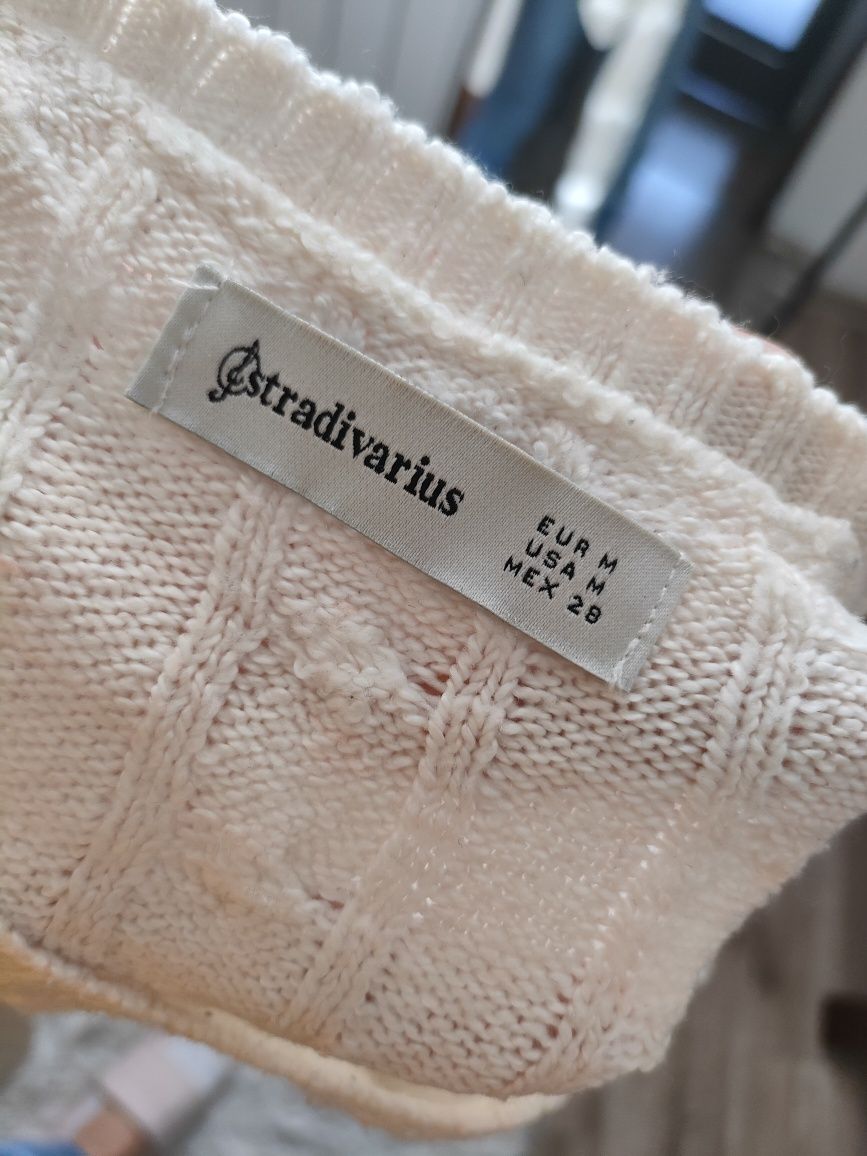 stradivarius
EUR M
USA M
MEX 28